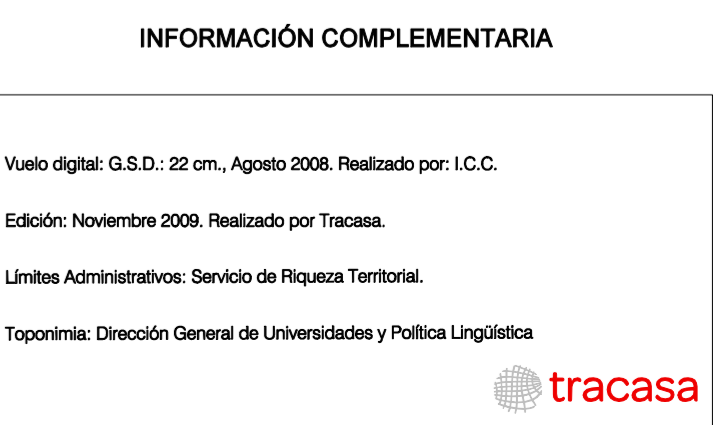 INFORMACIÓN COMPLEMENTARIA
Vuelo digital: G.S.D.: 22 cm., Agosto 2008. Realizado por: I.C.C.
Edición: Noviembre 2009. Realizado por Tracasa.
Límites Administrativos: Servicio de Riqueza Territorial.
Toponimia: Dirección General de Universidades y Política Lingüística
tracasa